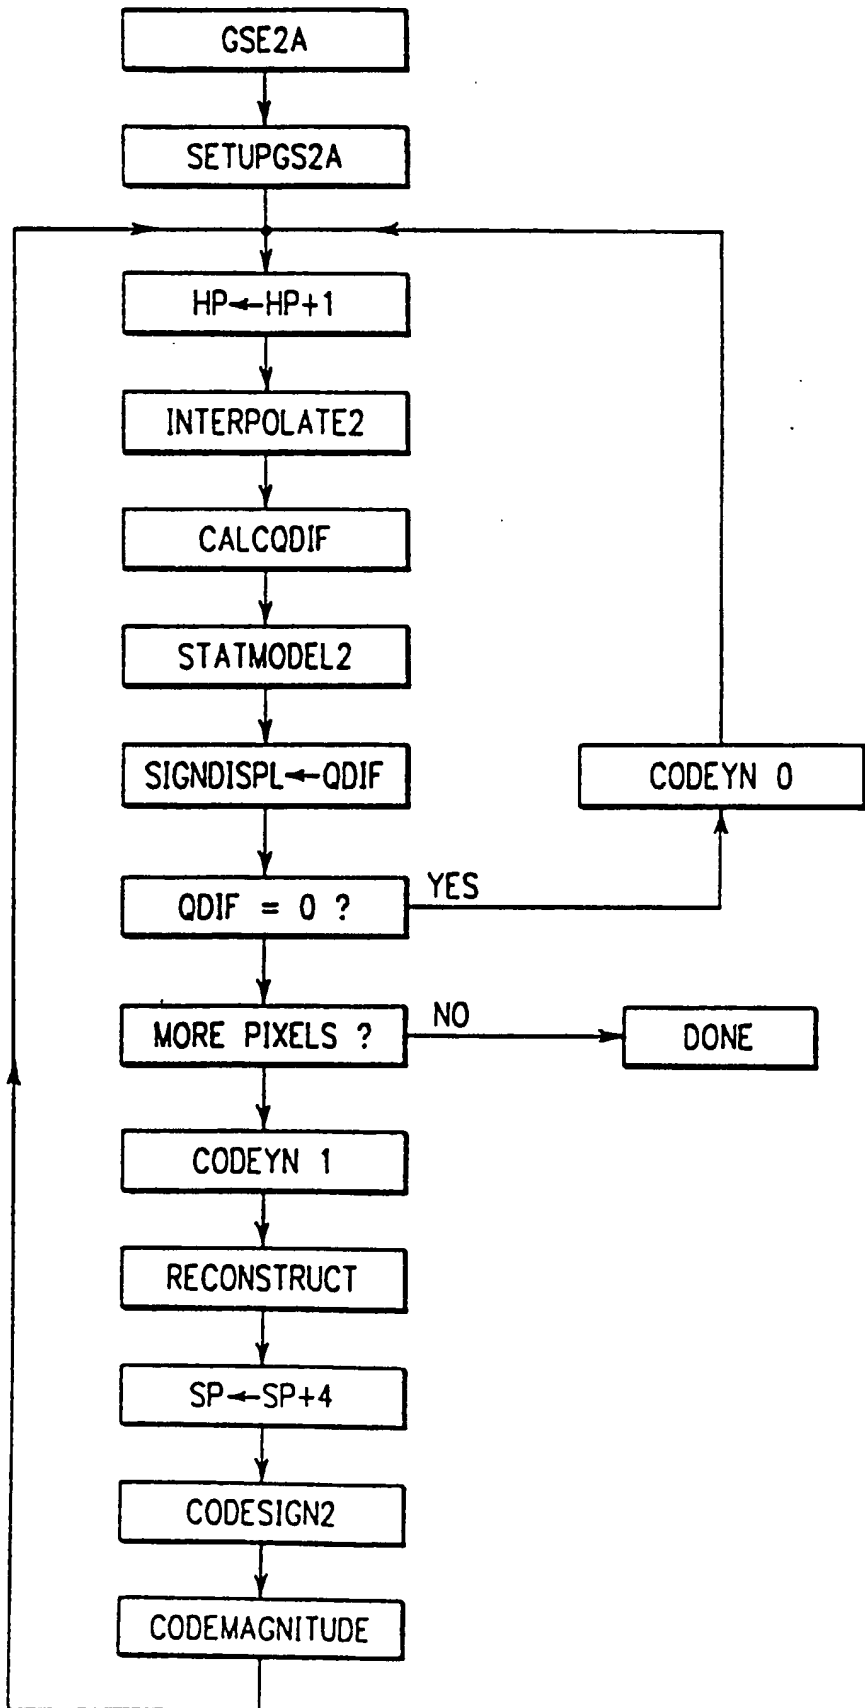 GSE2A
SETUPGS2A
HP←HP+1
INTERPOLATE2
CALCQDIF
STATMODEL2
SIGNDISPL←QDIF
CODEYN 0
QDIF = 0 ?
YES
MORE PIXELS ?
NO
DONE
CODEYN 1
RECONSTRUCT
SP←SP+4
CODESIGN2
CODEMAGNITUDE